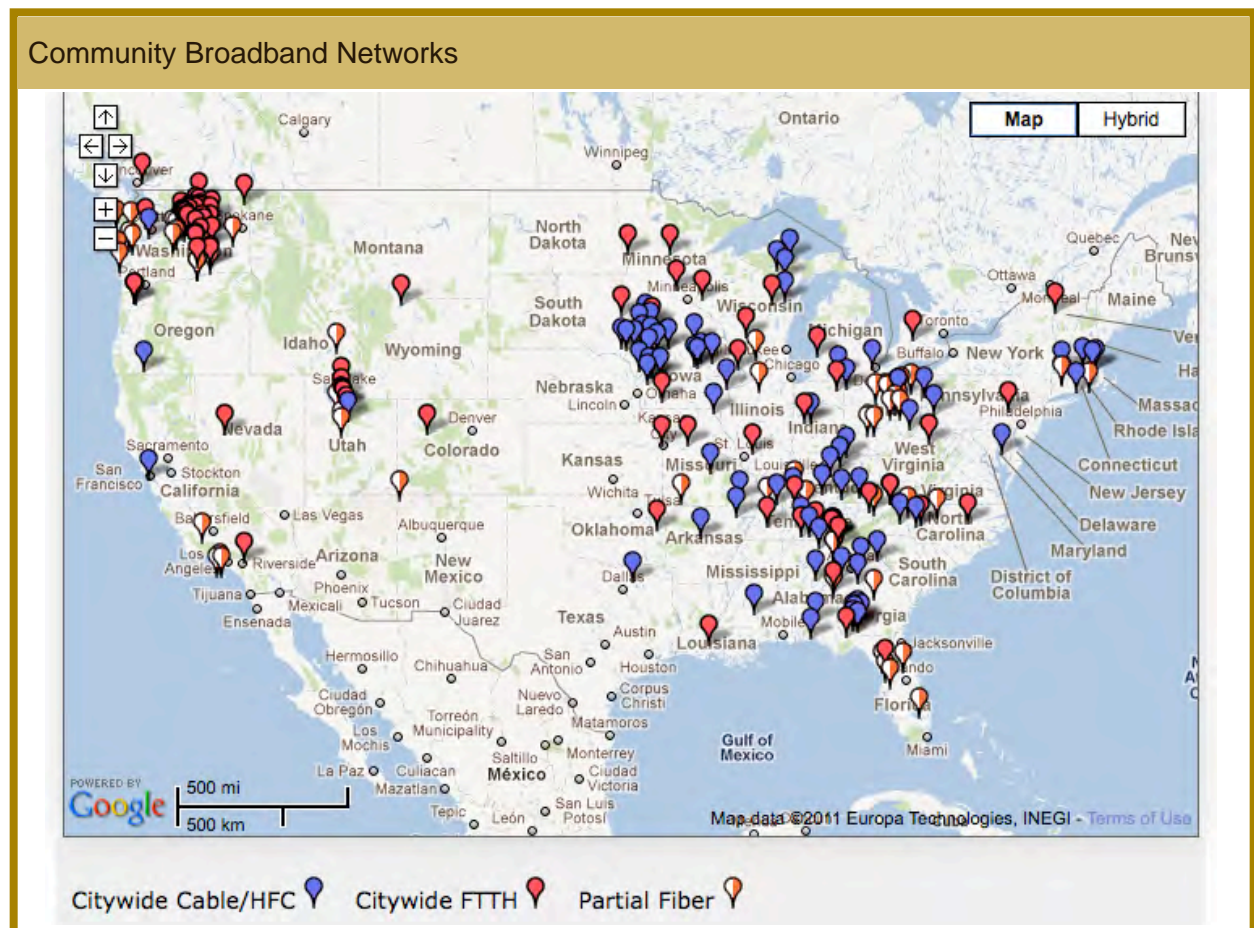 Community Broadband Networks
Map
Hybrid
Calgary
Ontario
Winnipeg
Quebec
North
Dakota
Montana
Minnesota
Ottawa
Portland
Wisconsin
Montreal
Maine
South
Dakota
Oregon
Idaho
Wyoming
Michigan
Toronto
Buffalo
New York
Chicago
Nebraska
Omaha
Lincoln
Illinois
Nevada
Utah
Denver
Colorado
Philadelphia
Sacramento
San
Francisco
Stockton
California
Kansas
St. Louis
West
Virginia
Connecticut
New Jersey
Wichita
Virginia
Las Vegas
Albuquerque
Oklahoma
Arkansas
North
Carolina
Delaware
Maryland
Los
Riverside
Arizona
New
Mexico
Phoenix
Dallas
Mississippi
South
Carolina
District of
Columbia
Tijuana
Mexicali
Tucson
Ciudad
Juarez
Ensenada
Texas
Austin
Mobile
Louisiana
Jacksonville
Hermosillo
Chihuahua
San
Antonio
Houston
Ciudad
Obregón
Nuevo
Laredo
Corpus
Christi
Los
Mochis
Torreón
Municipality
Matamoros
Gulf of
Mexico
Miami
La Paz
Culiacan
Saltillo
Monterrey
México
Ciudad
Victoria
Mazatlan
Tepic
León
San Luis
Potosí
POWERED BY
Google
500 mi
500 km
Map data ©2011 Europa Technologies, INEGI - Terms of Use
Citywide Cable/HFC
Citywide FTTH
Partial Fiber